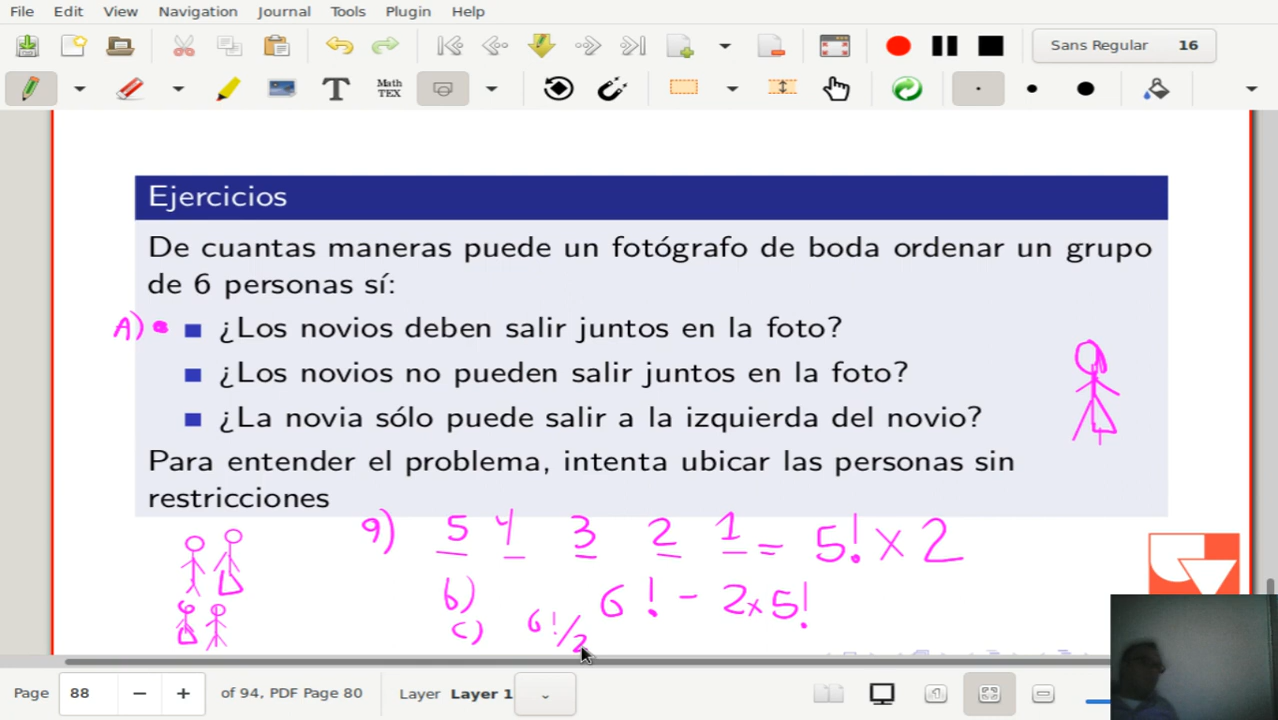 File Edit View Navigation Journal Tools Plugin Help
Sans Regular 16
T Math TEX
Ejercicios
De cuantas maneras puede un fotógrafo de boda ordenar un grupo
de 6 personas sí:
A) ¿Los novios deben salir juntos en la foto?
¿Los novios no pueden salir juntos en la foto?
¿La novia sólo puede salir a la izquierda del novio?
Para entender el problema, intenta ubicar las personas sin
restricciones
a) 5 4 3 2 1 = 5! × 2
b) 6! - 2×5!
c) 6!/2
Page 88 − + of 94, PDF Page 80 Layer Layer 1